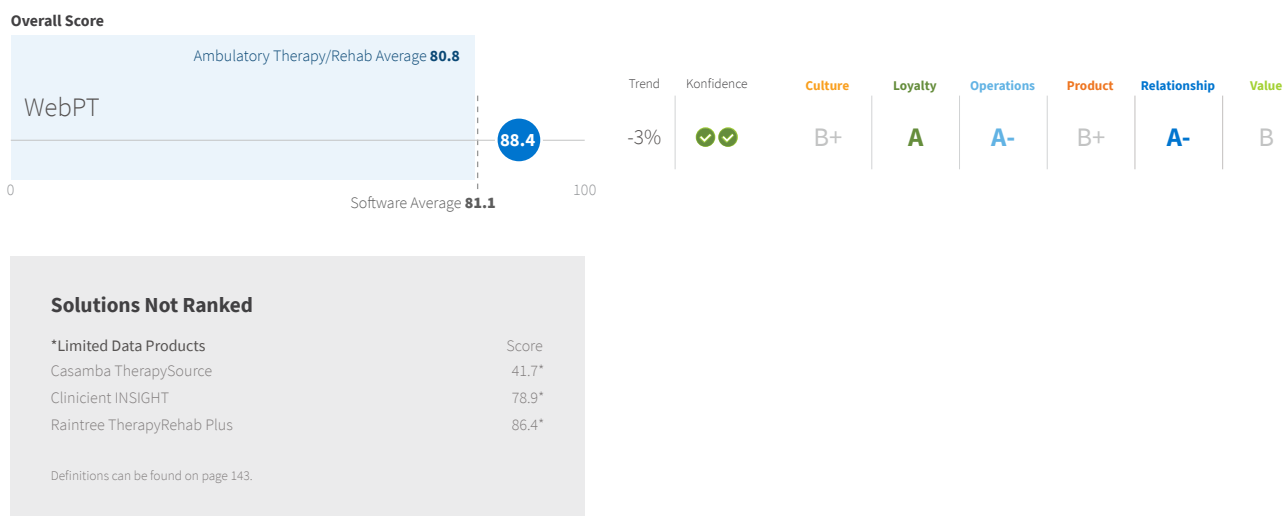 Overall Score
Ambulatory Therapy/Rehab Average 80.8
WebPT
88.4
0
100
Software Average 81.1
Trend Konfidence Culture Loyalty Operations Product Relationship Value
-3% B+ A A- B+ A- B
Solutions Not Ranked
*Limited Data Products Score
Casamba TherapySource 41.7*
Clinicient INSIGHT 78.9*
Raintree TherapyRehab Plus 86.4*
Definitions can be found on page 143.